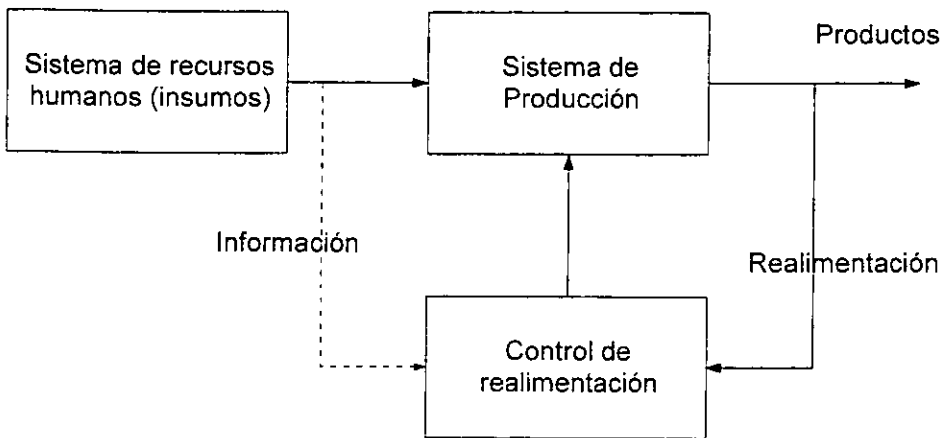 Productos
Sistema de recursos
humanos (insumos)
Sistema de
Producción
Información
Realimentación
Control de
realimentación